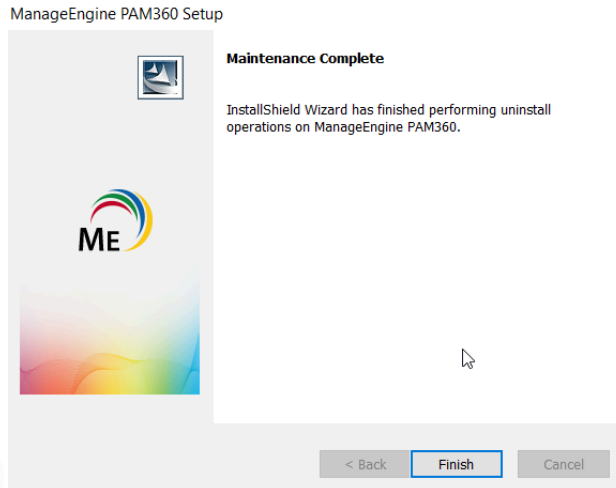 ManageEngine PAM360 Setup
Maintenance Complete
InstallShield Wizard has finished performing uninstall
operations on ManageEngine PAM360.
ME
< Back
Finish
Cancel